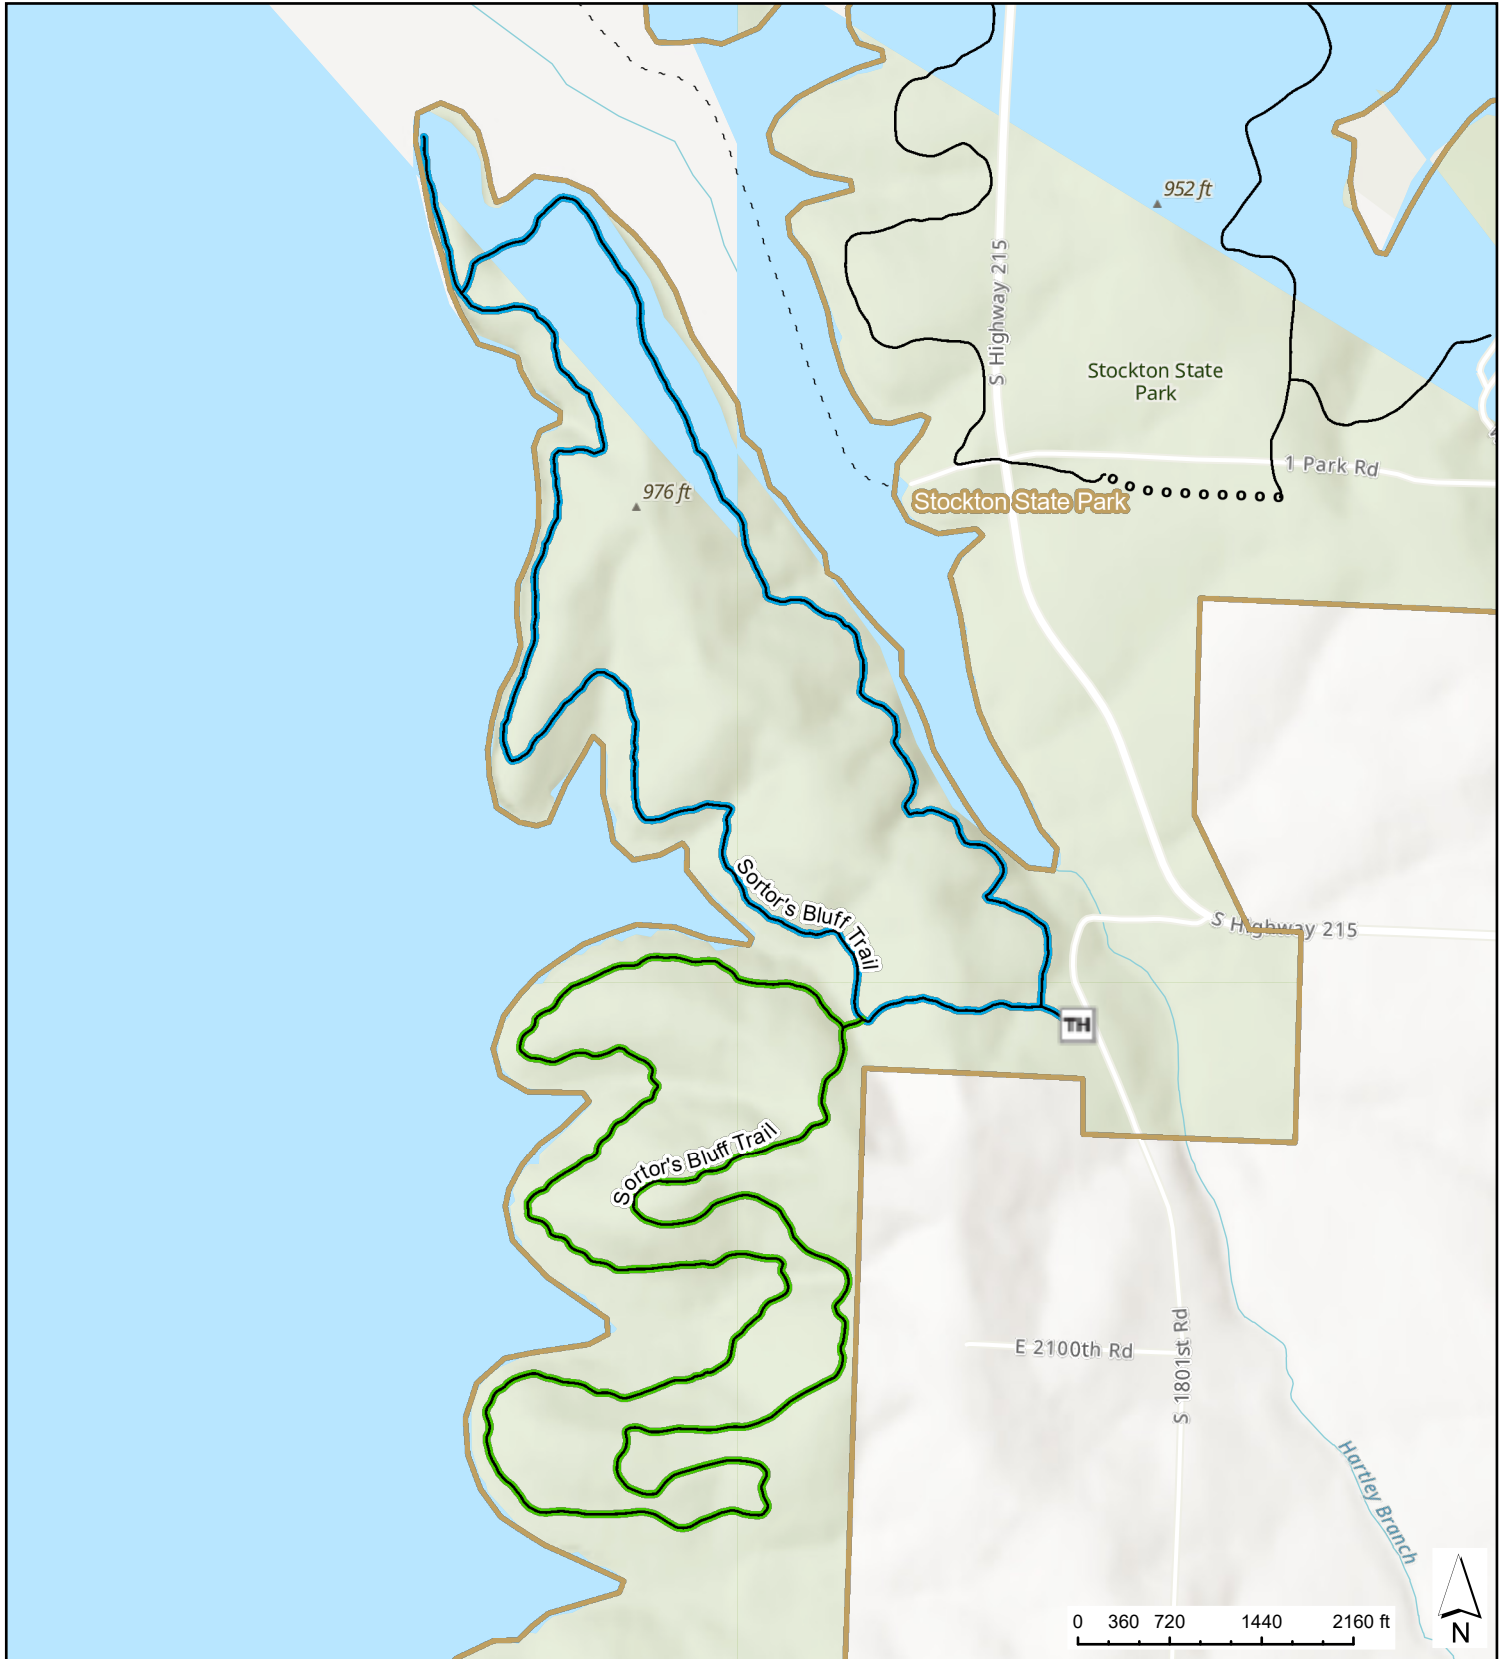 952 ft
S Highway 215
Stockton State
Park
1 Park Rd
976 ft
Stockton State Park
Sortor's Bluff Trail
S Highway 215
TH
Sortor's Bluff Trail
E 2100th Rd
S 1801st Rd
Hartley Branch
0 360 720 1440 2160 ft
N